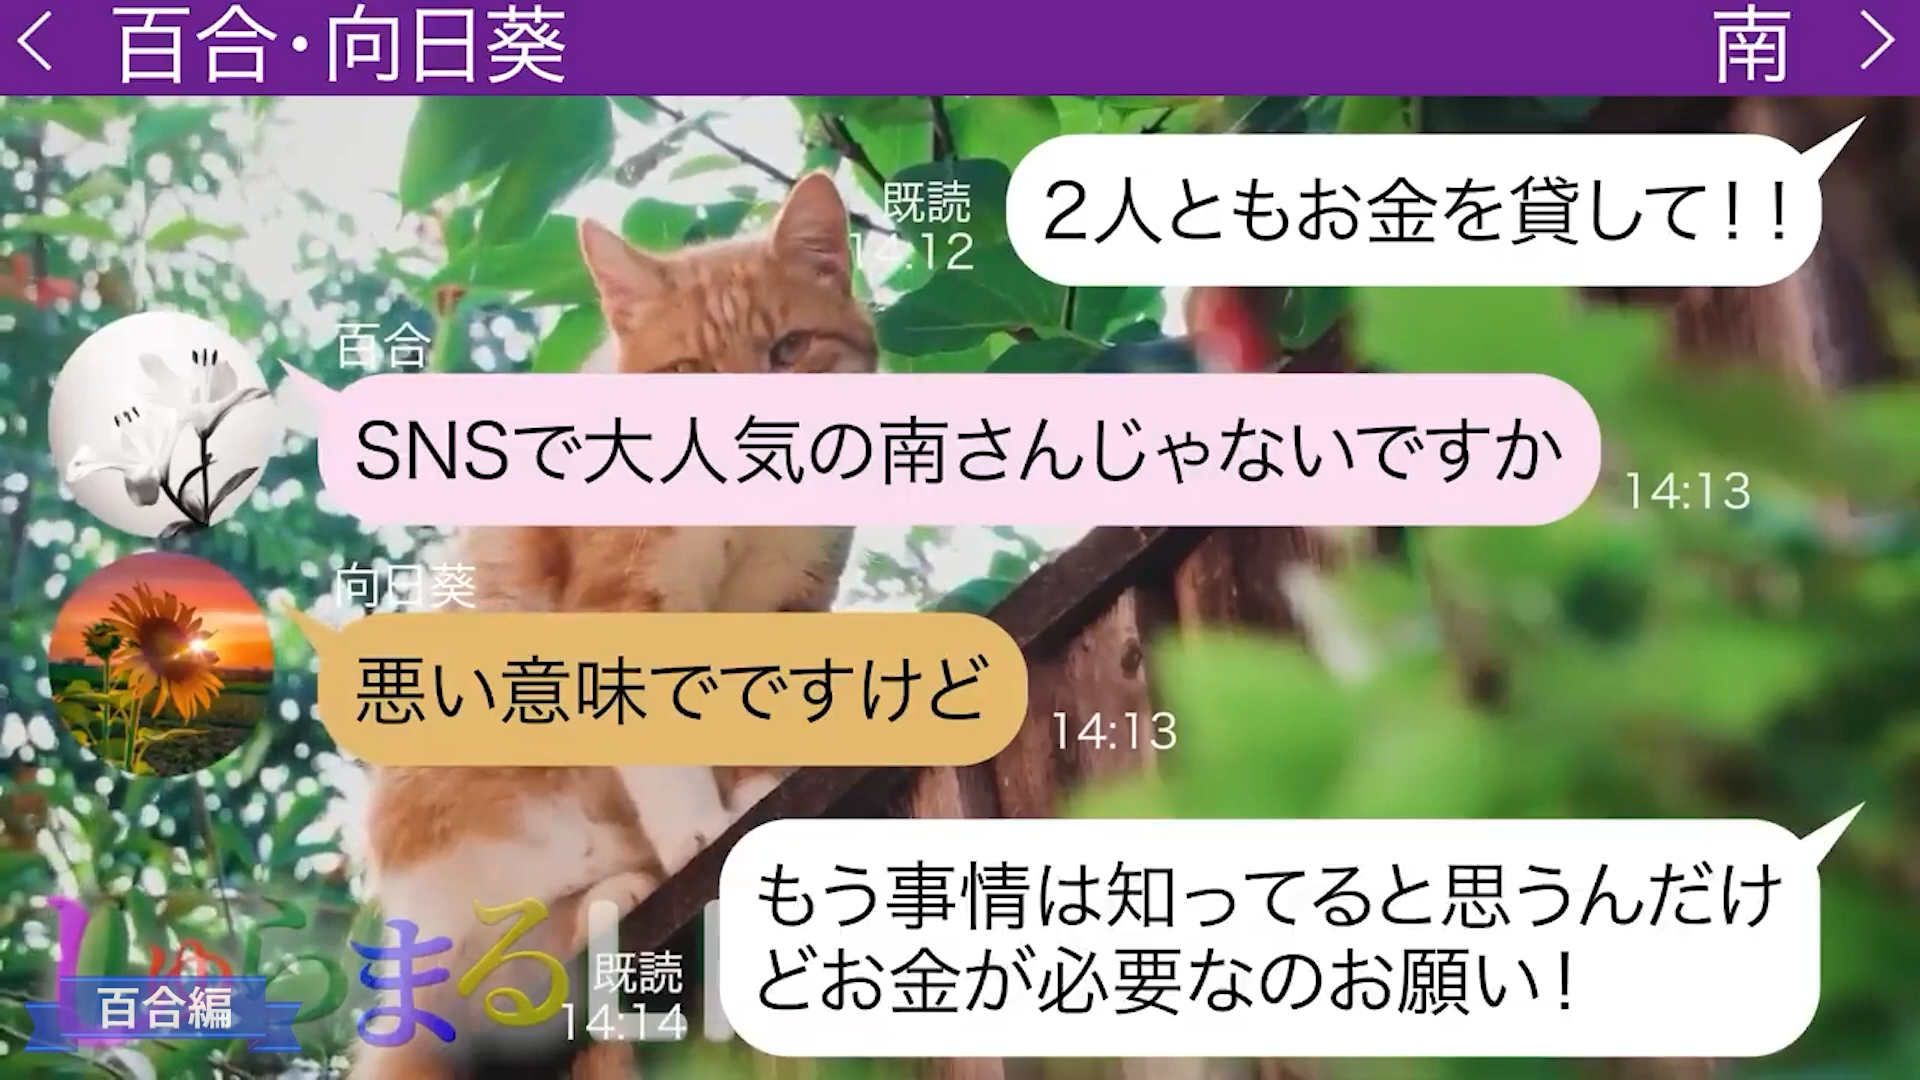 百合・向日葵
南
2人ともお金を貸して！！
既読
14:12
百合
SNSで大人気の南さんじゃないですか
14:13
向日葵
悪い意味でですけど
14:13
もう事情は知ってると思うんだけ
どお金が必要なのお願い！
既読
14:14
しゅらまる
百合編